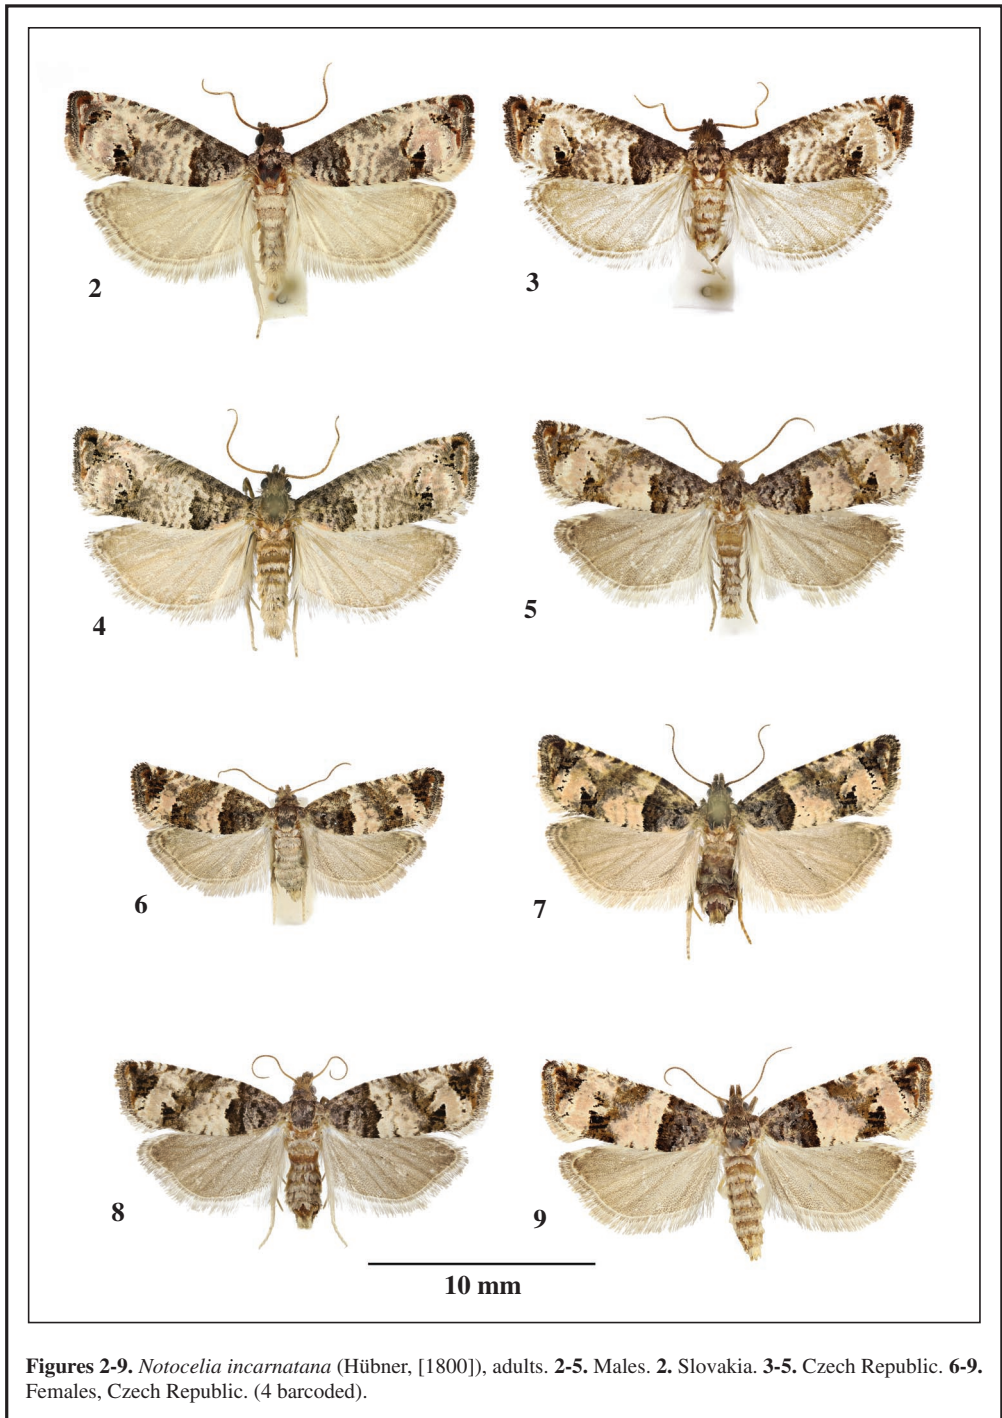 2
3
4
5
6
7
8
9
10 mm
Figures 2-9. Notocelia incarnatana (Hübner, [1800]), adults. 2-5. Males. 2. Slovakia. 3-5. Czech Republic. 6-9.
Females, Czech Republic. (4 barcoded).